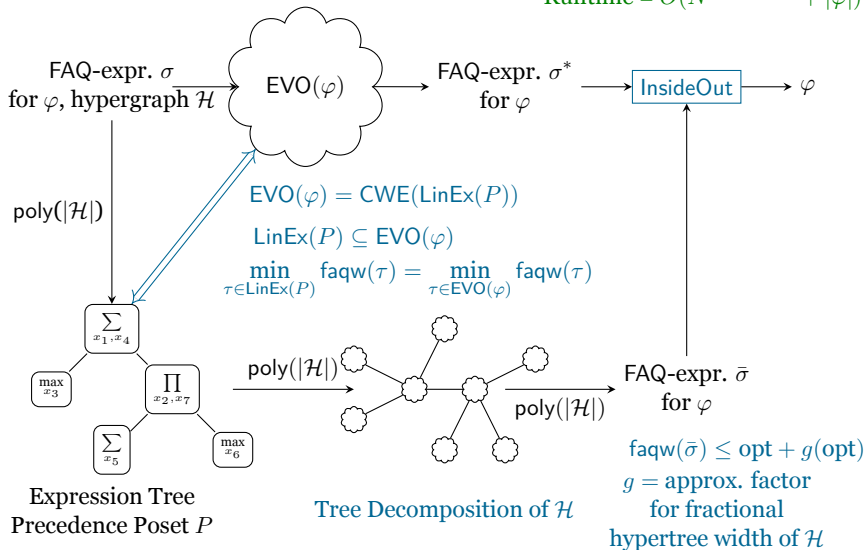 Runtime = O(N + |φ|)
FAQ-expr. σ
for φ, hypergraph H
EVO(φ)
FAQ-expr. σ*
for φ
InsideOut
φ
poly(|H|)
EVO(φ) = CWE(LinEx(P))
LinEx(P) ⊆ EVO(φ)
min τ∈LinEx(P) faqw(τ) = min τ∈EVO(φ) faqw(τ)
∑ x1,x4
max x3
∏ x2,x7
∑ x5
max x6
poly(|H|)
poly(|H|)
FAQ-expr. σ̄
for φ
Expression Tree
Precedence Poset P
Tree Decomposition of H
faqw(σ̄) ≤ opt + g(opt)
g = approx. factor
for fractional
hypertree width of H